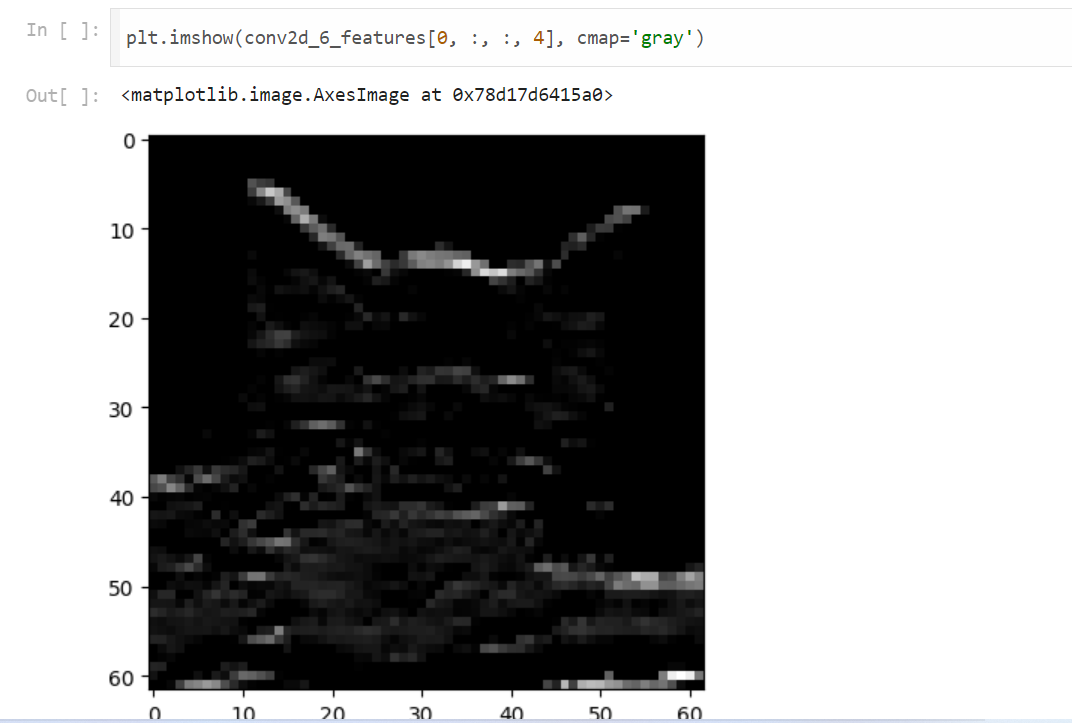 In [ ]: plt.imshow(conv2d_6_features[0, :, :, 4], cmap='gray')
Out[ ]: <matplotlib.image.AxesImage at 0x78d17d6415a0>
0
10
20
30
40
50
60
0 10 20 30 40 50 60